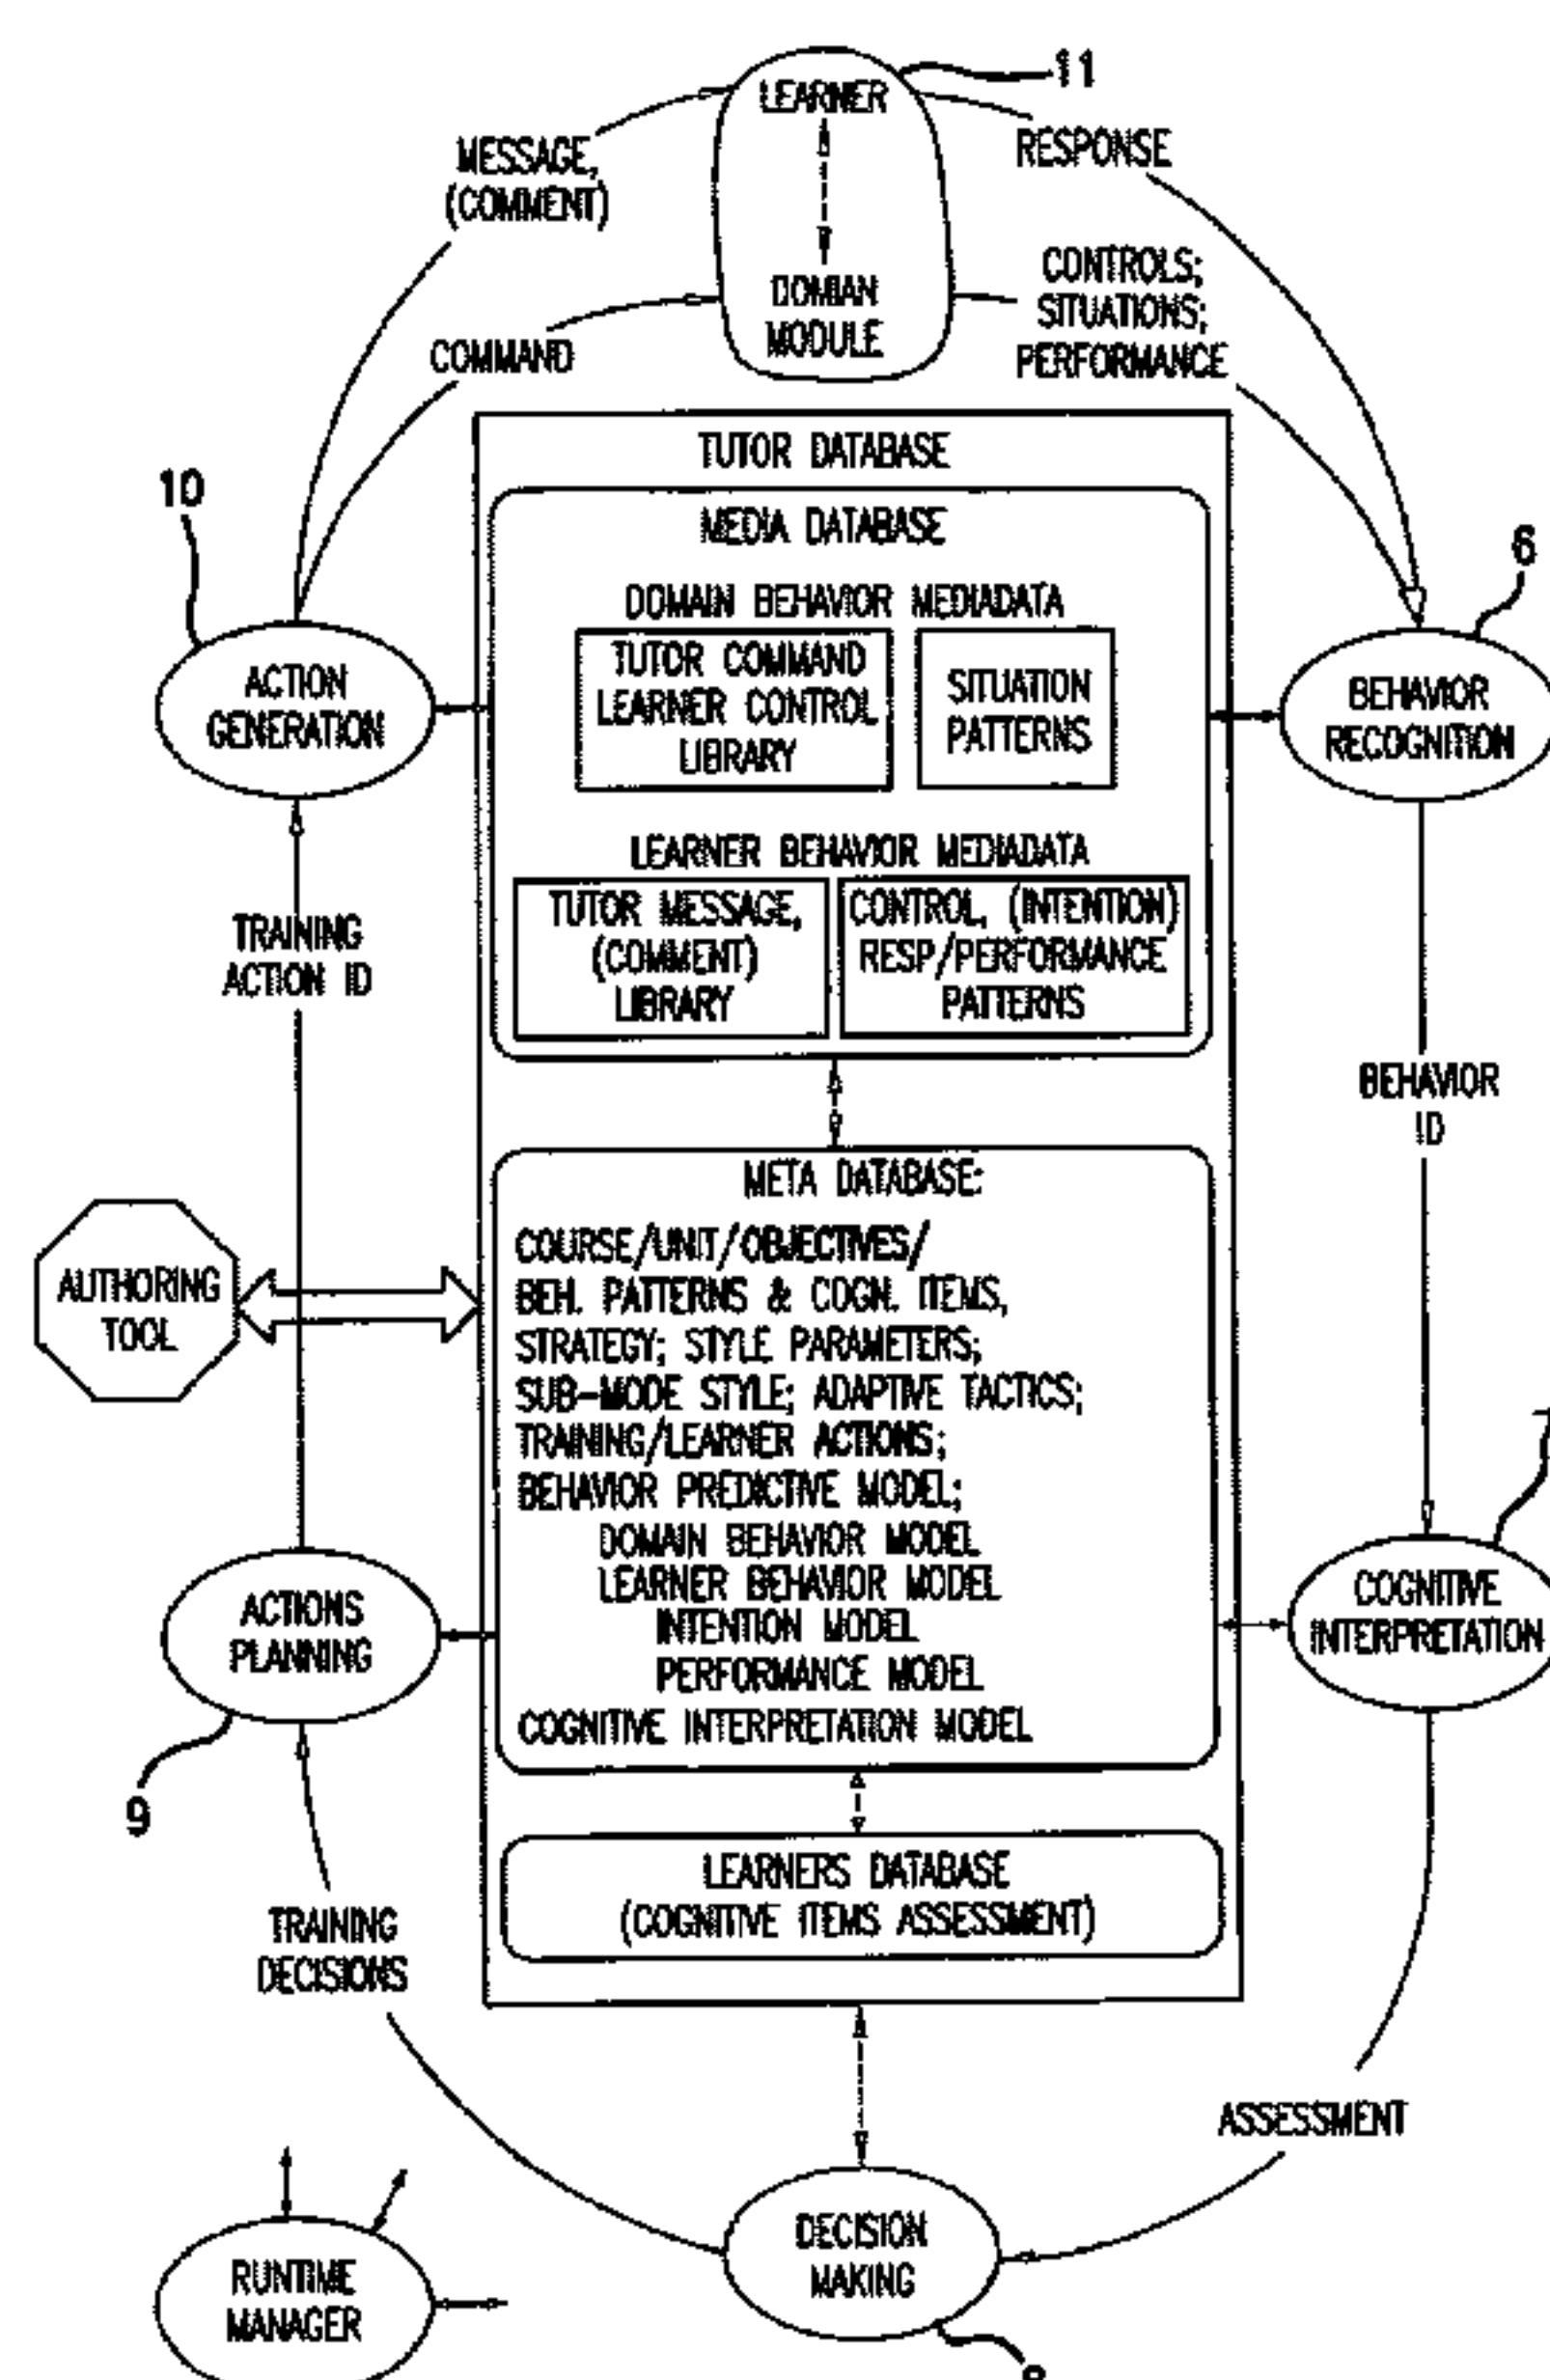 11
LEARNER
MESSAGE,
(COMMENT)
RESPONSE
DOMIAN
MODULE
CONTROLS;
SITUATIONS;
PERFORMANCE
COMMAND
TUTOR DATABASE
10
MEDIA DATABASE
6
DOMAIN BEHAVIOR MEDIADATA
TUTOR COMMAND
LEARNER CONTROL
LIBRARY
SITUATION
PATTERNS
ACTION
GENERATION
BEHAVIOR
RECOGNITION
LEARNER BEHAVIOR MEDIADATA
TUTOR MESSAGE,
(COMMENT)
LIBRARY
CONTROL, (INTENTION)
RESP/PERFORMANCE
PATTERNS
TRAINING
ACTION ID
BEHAVIOR
ID
META DATABASE:
COURSE/UNIT/OBJECTIVES/
BEH. PATTERNS & COGN. ITEMS,
STRATEGY; STYLE PARAMETERS;
SUB-MODE STYLE; ADAPTIVE TACTICS;
TRAINING/LEARNER ACTIONS;
BEHAVIOR PREDICTIVE MODEL;
DOMAIN BEHAVIOR MODEL
LEARNER BEHAVIOR MODEL
INTENTION MODEL
PERFORMANCE MODEL
COGNITIVE INTERPRETATION MODEL
AUTHORING
TOOL
ACTIONS
PLANNING
COGNITIVE
INTERPRETATION
9
LEARNERS DATABASE
(COGNITIVE ITEMS ASSESSMENT)
TRAINING
DECISIONS
ASSESSMENT
DECISION
MAKING
RUNTIME
MANAGER